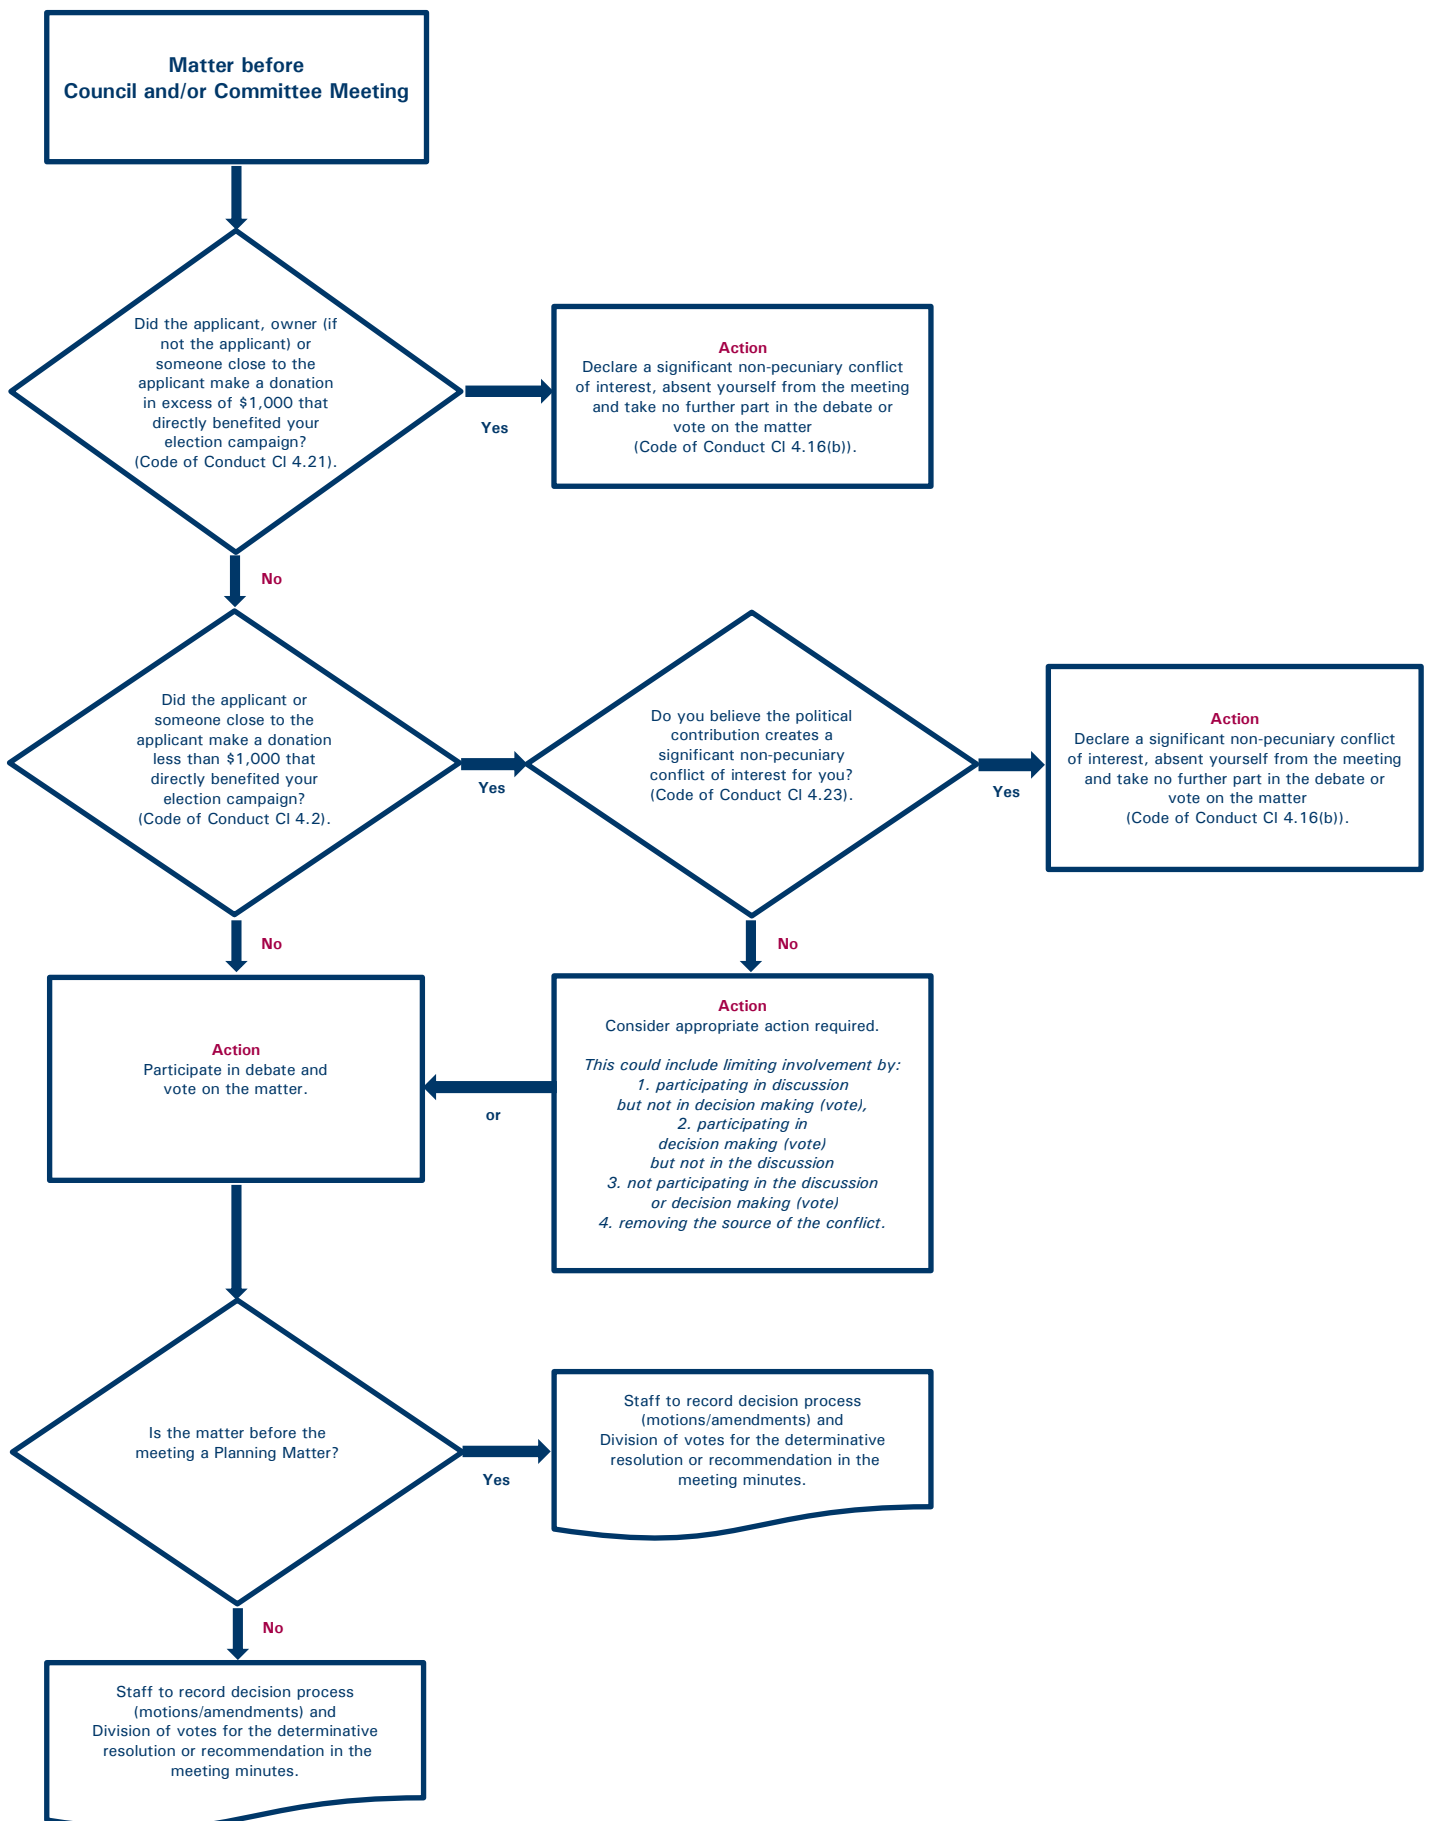 Matter before
Council and/or Committee Meeting
Did the applicant, owner (if
not the applicant) or
someone close to the
applicant make a donation
in excess of $1,000 that
directly benefited your
election campaign?
(Code of Conduct Cl 4.21).
Yes
Action
Declare a significant non-pecuniary conflict
of interest, absent yourself from the meeting
and take no further part in the debate or
vote on the matter
(Code of Conduct Cl 4.16(b)).
No
Did the applicant or
someone close to the
applicant make a donation
less than $1,000 that
directly benefited your
election campaign?
(Code of Conduct Cl 4.2).
Yes
Do you believe the political
contribution creates a
significant non-pecuniary
conflict of interest for you?
(Code of Conduct Cl 4.23).
Yes
Action
Declare a significant non-pecuniary conflict
of interest, absent yourself from the meeting
and take no further part in the debate or
vote on the matter
(Code of Conduct Cl 4.16(b)).
No
No
Action
Participate in debate and
vote on the matter.
or
Action
Consider appropriate action required.
This could include limiting involvement by:
1. participating in discussion
but not in decision making (vote),
2. participating in
decision making (vote)
but not in the discussion
3. not participating in the discussion
or decision making (vote)
4. removing the source of the conflict.
Is the matter before the
meeting a Planning Matter?
Yes
Staff to record decision process
(motions/amendments) and
Division of votes for the determinative
resolution or recommendation in the
meeting minutes.
No
Staff to record decision process
(motions/amendments) and
Division of votes for the determinative
resolution or recommendation in the
meeting minutes.